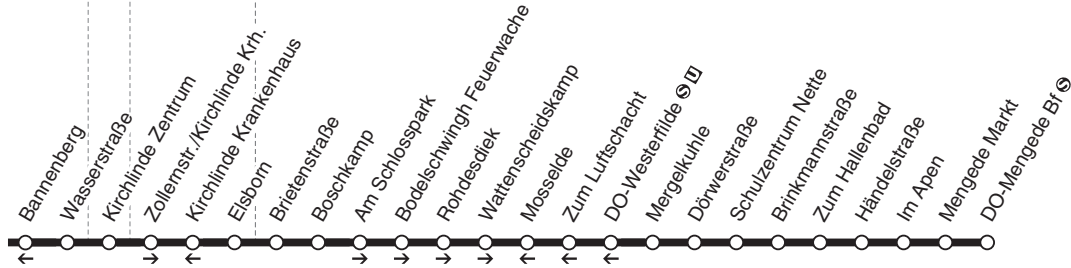 Bannenberg
Wasserstraße
Kirchlinde Zentrum
Zollernstr./Kirchlinde Krh.
Kirchlinde Krankenhaus
Elsborn
Brietenstraße
Boschkamp
Am Schlosspark
Bodelschwingh Feuerwache
Rohdesdiek
Wattenscheidskamp
Mosselde
Zum Luftschacht
DO-Westerfilde S U
Mergelkuhle
Dörwerstraße
Schulzentrum Nette
Brinkmannstraße
Zum Hallenbad
Händelstraße
Im Apen
Mengede Markt
DO-Mengede Bf S